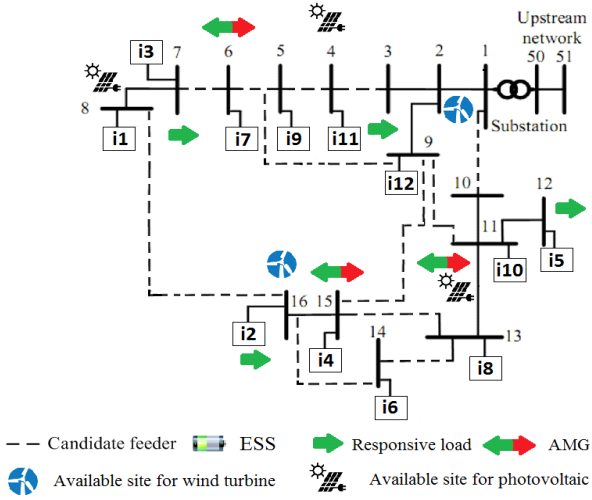 Upstream
network
i3
7
6
5
4
3
2
1
50
51
8
Substation
i1
i7
i9
i11
9
i12
10
12
11
i10
i5
16
15
14
13
i2
i4
i8
i6
Candidate feeder
ESS
Responsive load
AMG
Available site for wind turbine
Available site for photovoltaic